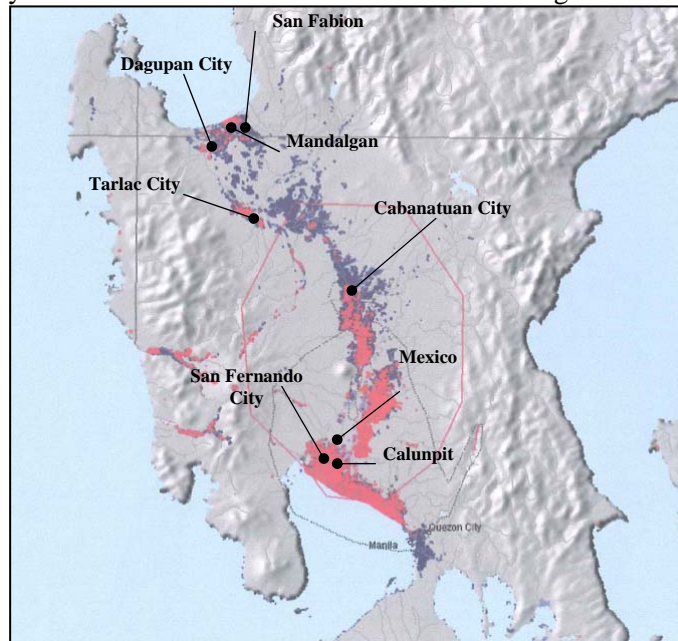 San Fabion
Dagupan City
Mandalgan
Tarlac City
Cabanatuan City
Mexico
San Fernando
City
Calunpit
Quezon City
Manila